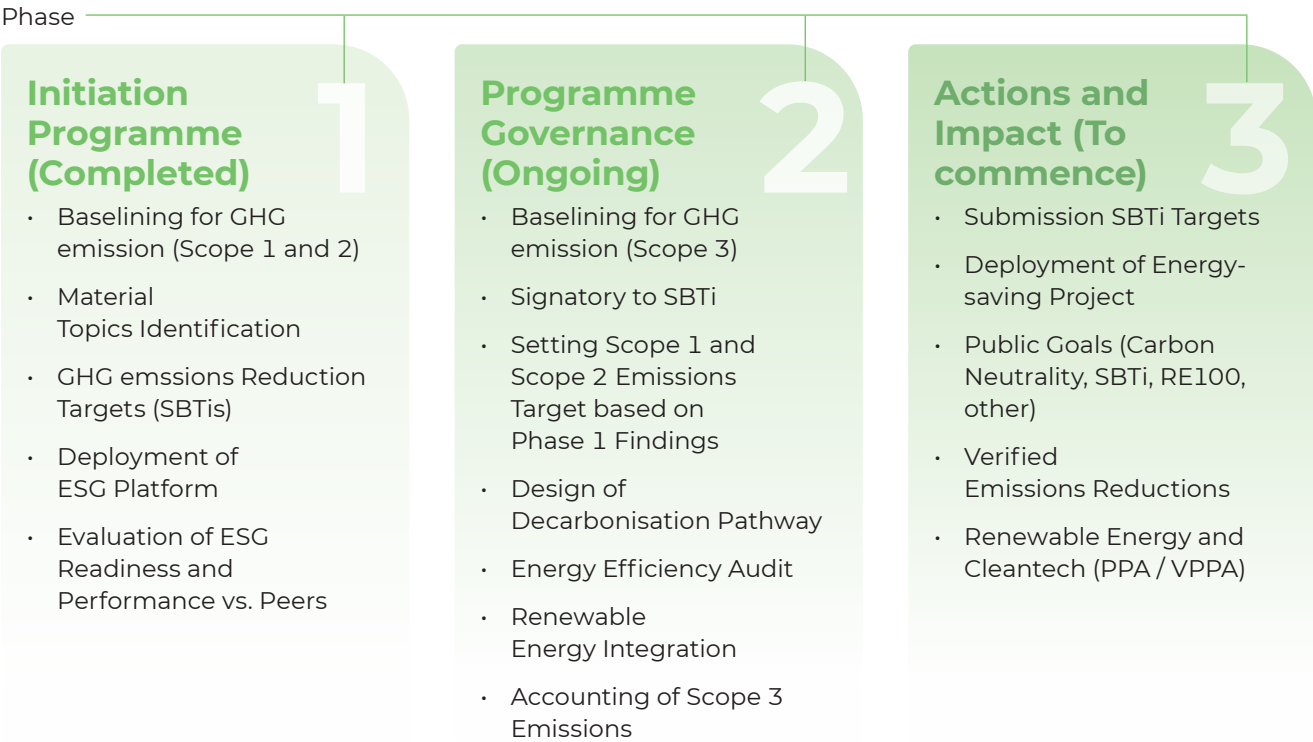 Phase
1
Initiation
Programme
(Completed)
• Baselining for GHG
emission (Scope 1 and 2)
• Material
Topics Identification
• GHG emssions Reduction
Targets (SBTis)
• Deployment of
ESG Platform
• Evaluation of ESG
Readiness and
Performance vs. Peers
2
Programme
Governance
(Ongoing)
• Baselining for GHG
emission (Scope 3)
• Signatory to SBTi
• Setting Scope 1 and
Scope 2 Emissions
Target based on
Phase 1 Findings
• Design of
Decarbonisation Pathway
• Energy Efficiency Audit
• Renewable
Energy Integration
• Accounting of Scope 3
Emissions
3
Actions and
Impact (To
commence)
• Submission SBTi Targets
• Deployment of Energy-
saving Project
• Public Goals (Carbon
Neutrality, SBTi, RE100,
other)
• Verified
Emissions Reductions
• Renewable Energy and
Cleantech (PPA / VPPA)